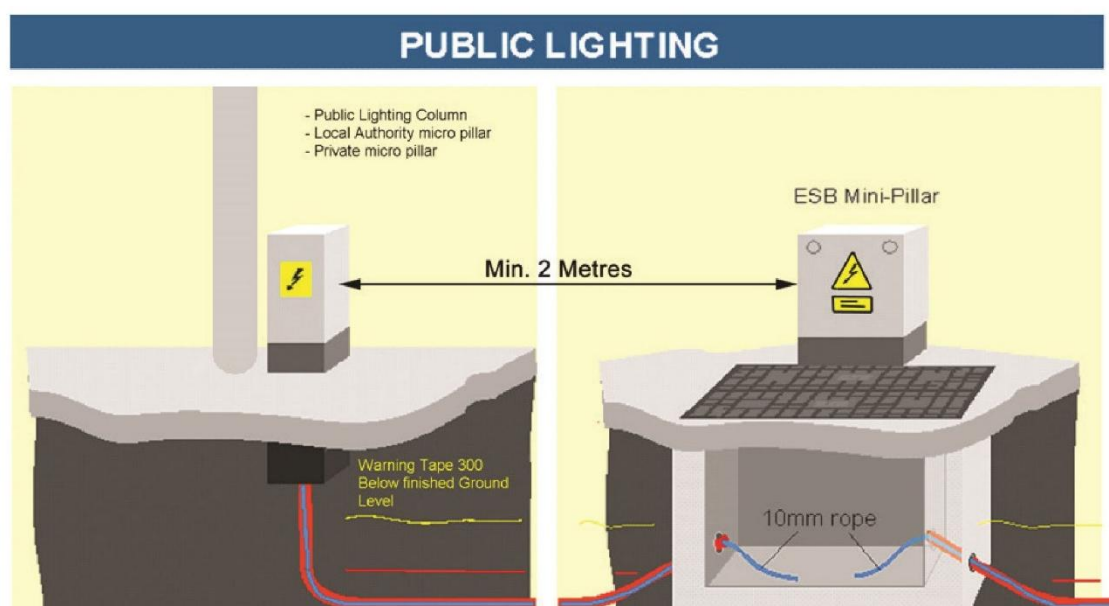 PUBLIC LIGHTING
- Public Lighting Column
- Local Authority micro pillar
- Private micro pillar
ESB Mini-Pillar
Min. 2 Metres
Warning Tape 300
Below finished Ground
Level
10mm rope